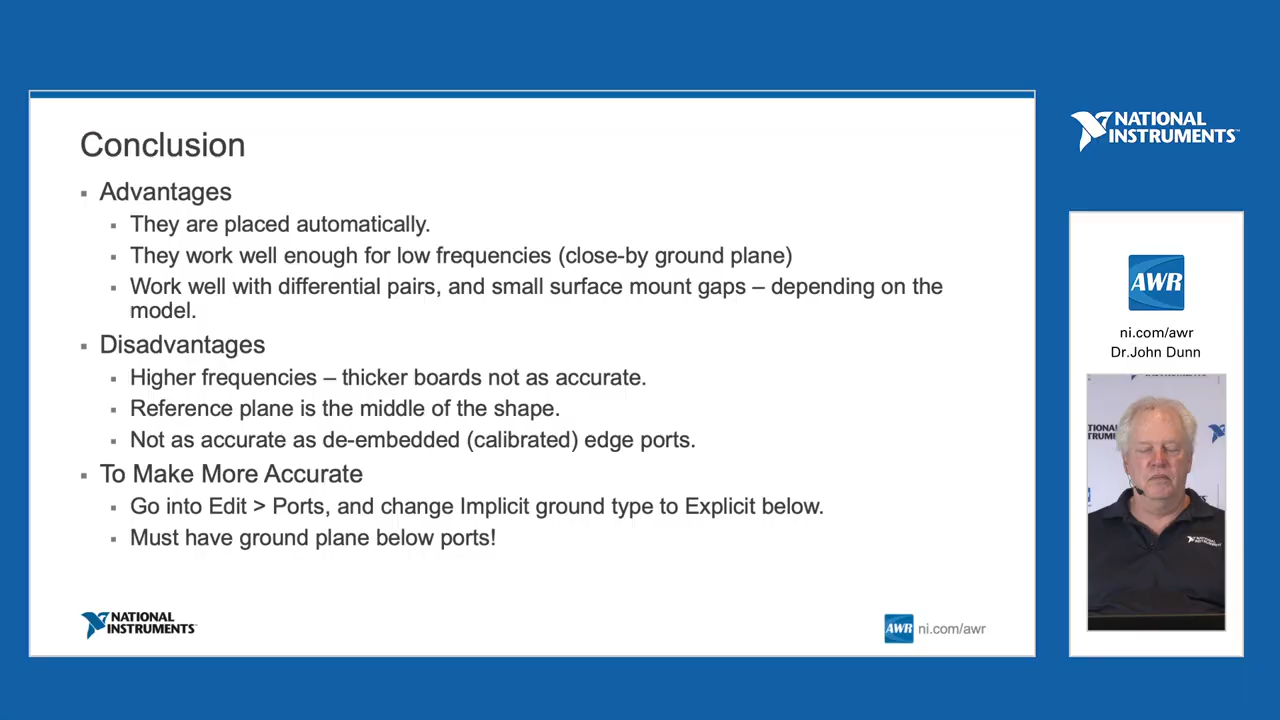 Conclusion
Advantages
They are placed automatically.
They work well enough for low frequencies (close-by ground plane)
Work well with differential pairs, and small surface mount gaps – depending on the
model.
Disadvantages
Higher frequencies – thicker boards not as accurate.
Reference plane is the middle of the shape.
Not as accurate as de-embedded (calibrated) edge ports.
To Make More Accurate
Go into Edit > Ports, and change Implicit ground type to Explicit below.
Must have ground plane below ports!
NATIONAL
INSTRUMENTS
AWR ni.com/awr
NATIONAL
INSTRUMENTS
AWR
ni.com/awr
Dr.John Dunn